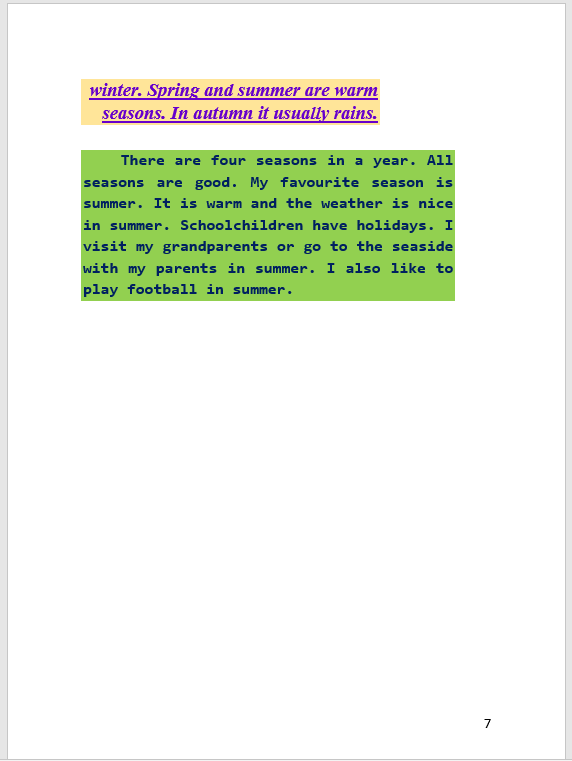 winter. Spring and summer are warm
seasons. In autumn it usually rains.
There are four seasons in a year. All
seasons are good. My favourite season is
summer. It is warm and the weather is nice
in summer. Schoolchildren have holidays. I
visit my grandparents or go to the seaside
with my parents in summer. I also like to
play football in summer.
7